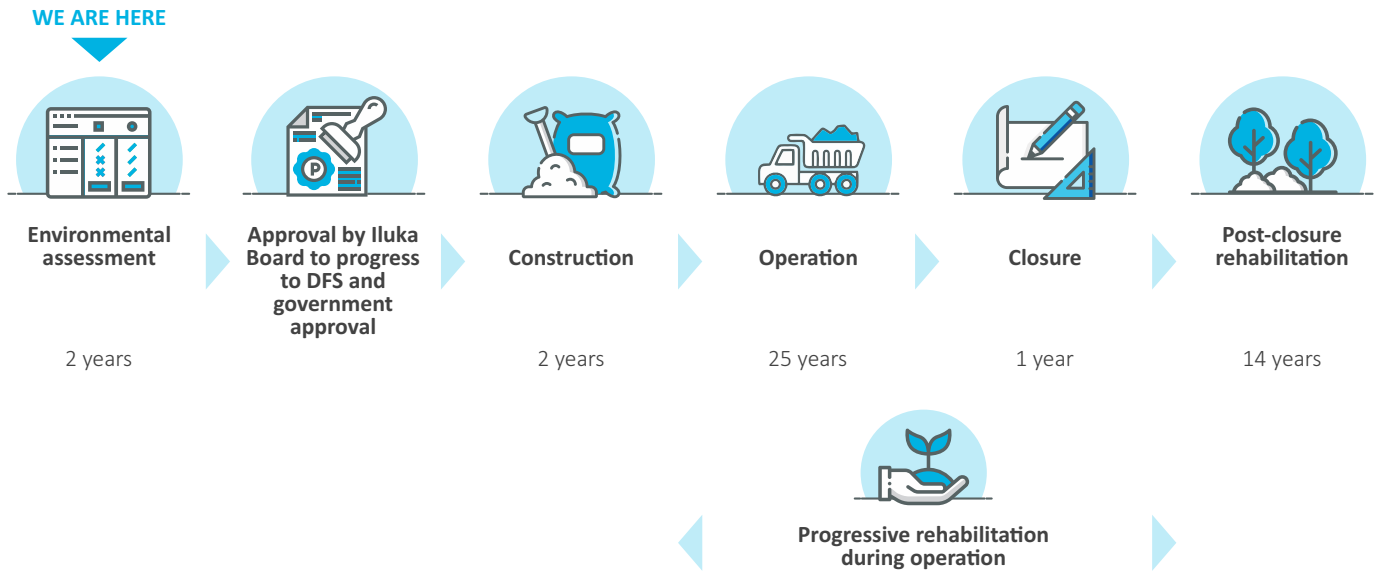 WE ARE HERE
P
Environmental
assessment
2 years
Approval by Iluka
Board to progress
to DFS and
government
approval
Construction
2 years
Operation
25 years
Closure
1 year
Post-closure
rehabilitation
14 years
Progressive rehabilitation
during operation